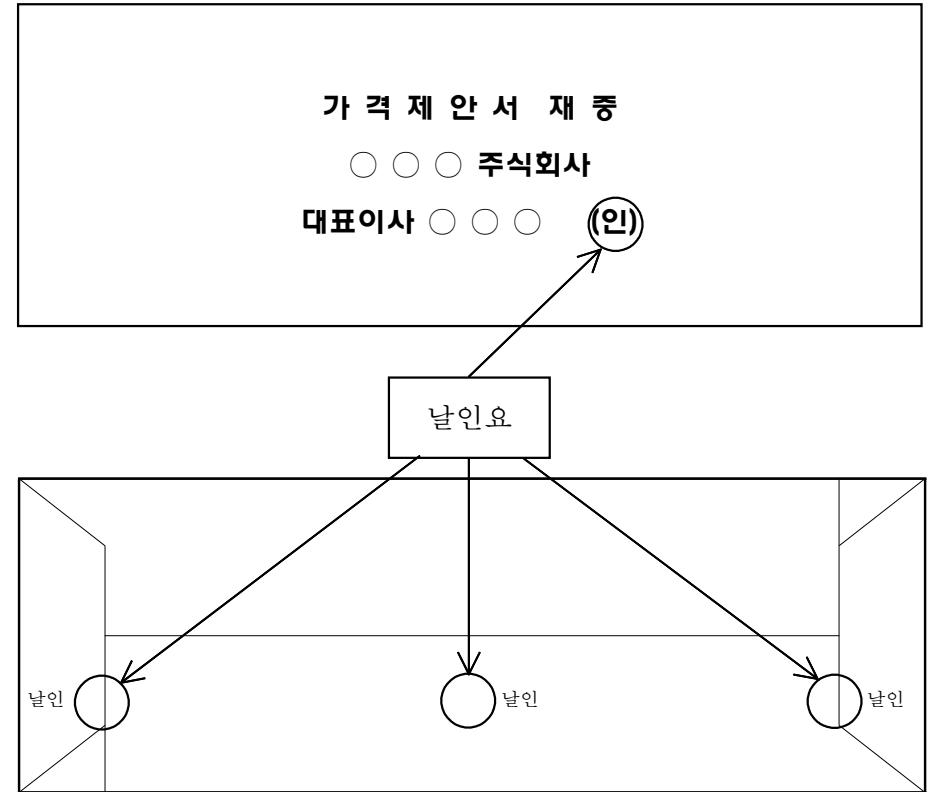 가 격 제 안 서 재 중
○ ○ ○ 주식회사
대표이사 ○ ○ ○ (인)
날인요
날인 날인 날인